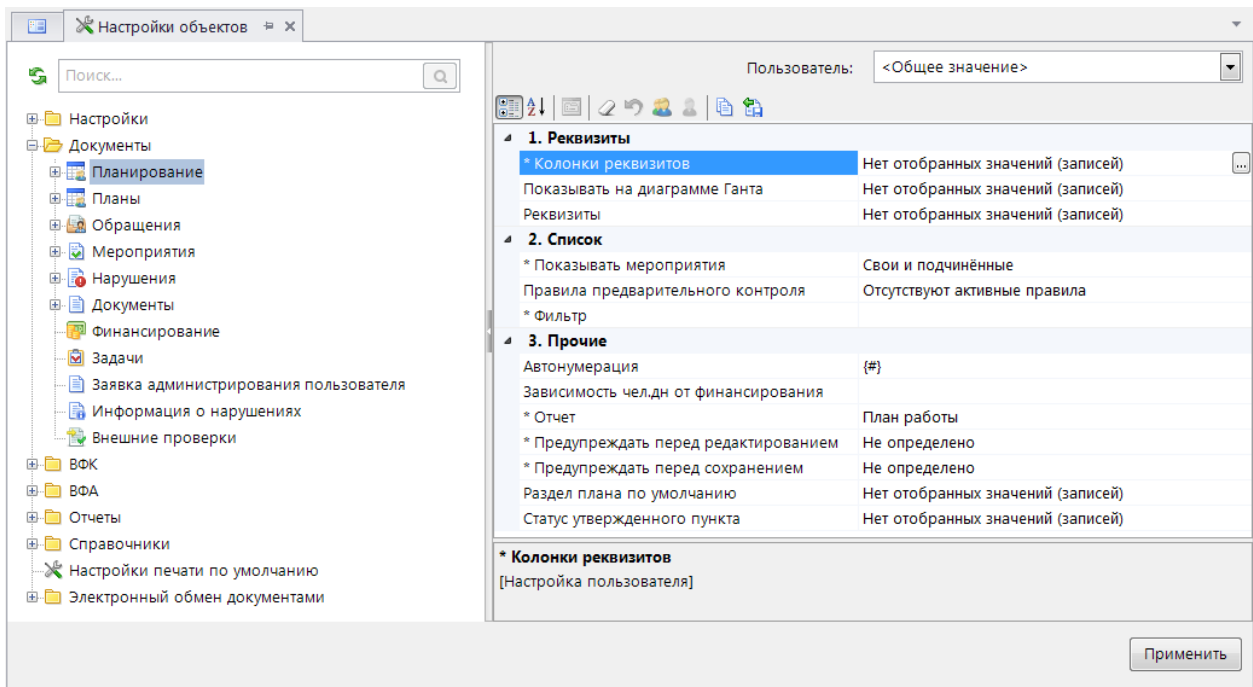 Настройки объектов
Поиск...
Настройки
Документы
Планирование
Планы
Обращения
Мероприятия
Нарушения
Документы
Финансирование
Задачи
Заявка администрирования пользователя
Информация о нарушениях
Внешние проверки
ВФК
ВФА
Отчеты
Справочники
Настройки печати по умолчанию
Электронный обмен документами
Пользователь: <Общее значение>
1. Реквизиты
* Колонки реквизитов Нет отобранных значений (записей) ...
Показывать на диаграмме Ганта Нет отобранных значений (записей)
Реквизиты Нет отобранных значений (записей)
2. Список
* Показывать мероприятия Свои и подчинённые
Правила предварительного контроля Отсутствуют активные правила
* Фильтр
3. Прочие
Автонумерация {#}
Зависимость чел.дн от финансирования
* Отчет План работы
* Предупреждать перед редактированием Не определено
* Предупреждать перед сохранением Не определено
Раздел плана по умолчанию Нет отобранных значений (записей)
Статус утвержденного пункта Нет отобранных значений (записей)
* Колонки реквизитов
[Настройка пользователя]
Применить